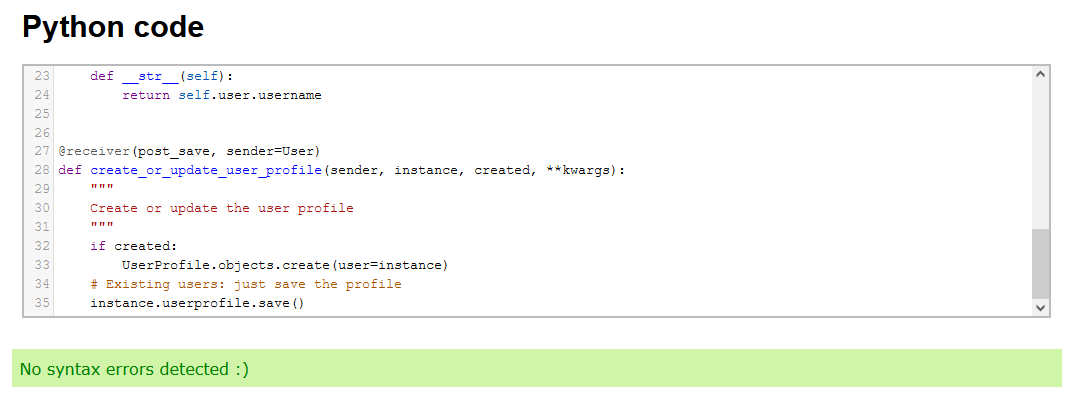 Python code
23     def __str__(self):
24         return self.user.username
25
26
27 @receiver(post_save, sender=User)
28 def create_or_update_user_profile(sender, instance, created, **kwargs):
29     """
30     Create or update the user profile
31     """
32     if created:
33         UserProfile.objects.create(user=instance)
34     # Existing users: just save the profile
35     instance.userprofile.save()
No syntax errors detected :)